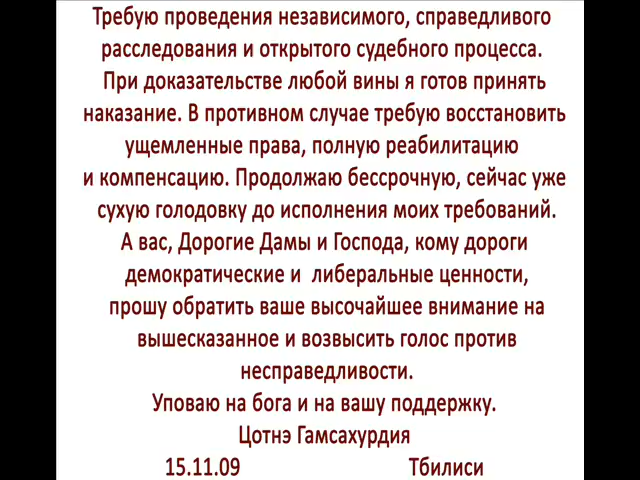 Требую проведения независимого, справедливого
расследования и открытого судебного процесса.
При доказательстве любой вины я готов принять
наказание. В противном случае требую восстановить
ущемленные права, полную реабилитацию
и компенсацию. Продолжаю бессрочную, сейчас уже
сухую голодовку до исполнения моих требований.
А вас, Дорогие Дамы и Господа, кому дороги
демократические и либеральные ценности,
прошу обратить ваше высочайшее внимание на
вышесказанное и возвысить голос против
несправедливости.
Уповаю на бога и на вашу поддержку.
Цотнэ Гамсахурдия
15.11.09 Тбилиси